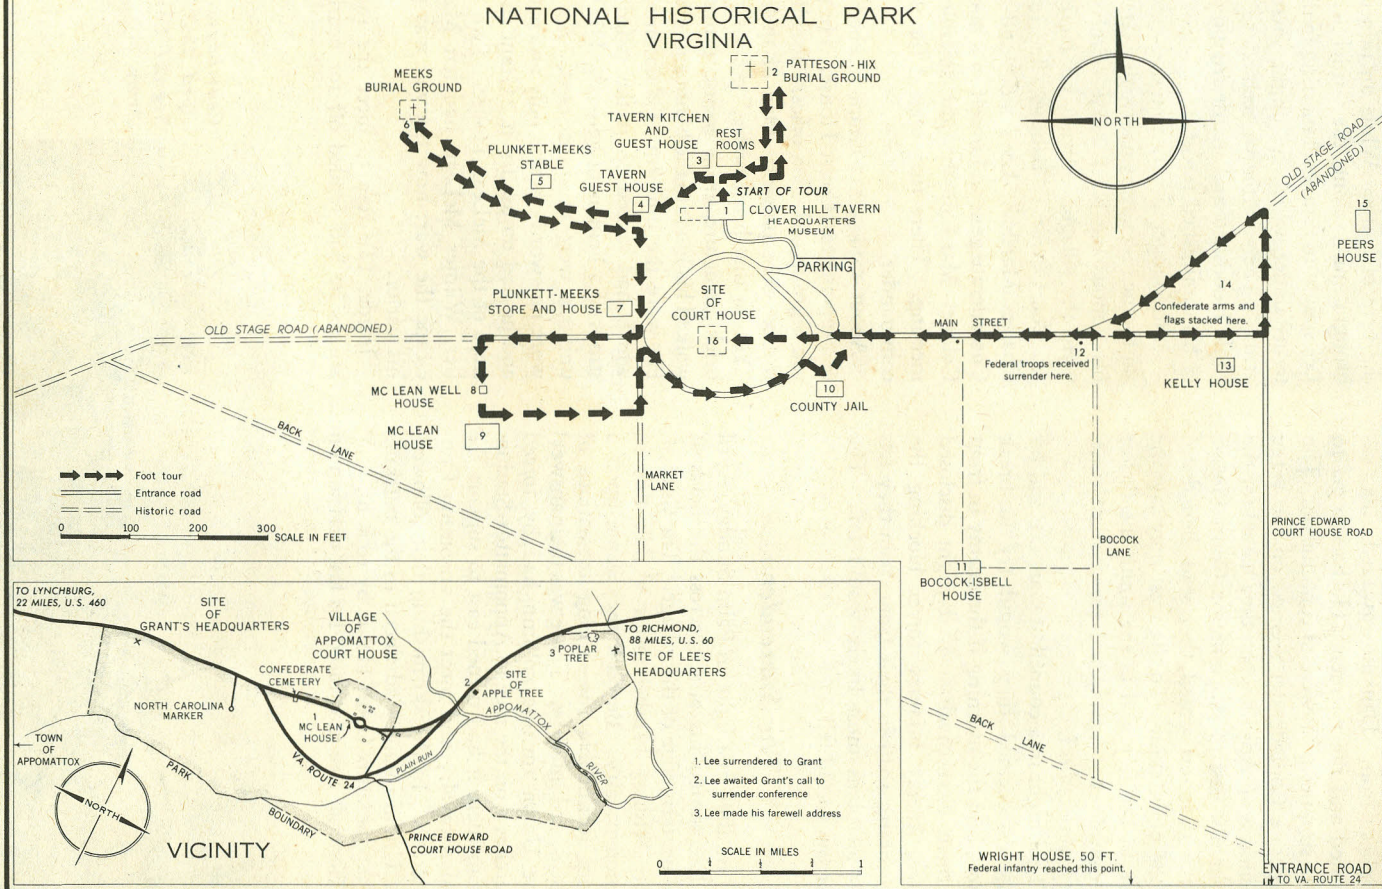 NATIONAL HISTORICAL PARK
VIRGINIA
MEEKS
BURIAL GROUND
6
2
PATTESON - HIX
BURIAL GROUND
TAVERN KITCHEN
AND
GUEST HOUSE
3
REST
ROOMS
PLUNKETT-MEEKS
STABLE
5
TAVERN
GUEST HOUSE
4
START OF TOUR
1
CLOVER HILL TAVERN
HEADQUARTERS
MUSEUM
NORTH
OLD STAGE ROAD
(ABANDONED)
15
PEERS
HOUSE
PARKING
PLUNKETT-MEEKS
STORE AND HOUSE
7
SITE
OF
COURT HOUSE
16
14
Confederate arms and
flags stacked here.
OLD STAGE ROAD (ABANDONED)
MAIN STREET
12
Federal troops received
surrender here.
13
KELLY HOUSE
MC LEAN WELL
HOUSE
8
10
COUNTY JAIL
MC LEAN
HOUSE
9
BACK LANE
MARKET
LANE
Foot tour
Entrance road
Historic road
0 100 200 300
SCALE IN FEET
PRINCE EDWARD
COURT HOUSE ROAD
BOCOCK
LANE
11
BOCOCK-ISBELL
HOUSE
BACK LANE
WRIGHT HOUSE, 50 FT.
Federal infantry reached this point.
ENTRANCE ROAD
TO VA. ROUTE 24
TO LYNCHBURG,
22 MILES, U.S. 460
SITE
OF
GRANT'S HEADQUARTERS
VILLAGE
OF
APPOMATTOX
COURT HOUSE
TO RICHMOND,
88 MILES, U.S. 60
3 POPLAR
TREE
SITE OF LEE'S
HEADQUARTERS
CONFEDERATE
CEMETERY
2
SITE
OF
APPLE TREE
NORTH CAROLINA
MARKER
1
MC LEAN
HOUSE
APPOMATTOX
RIVER
TOWN
OF
APPOMATTOX
PARK
BOUNDARY
VA. ROUTE 24
PLAIN RUN
NORTH
VICINITY
PRINCE EDWARD
COURT HOUSE ROAD
1. Lee surrendered to Grant
2. Lee awaited Grant's call to
surrender conference
3. Lee made his farewell address
SCALE IN MILES
0 1